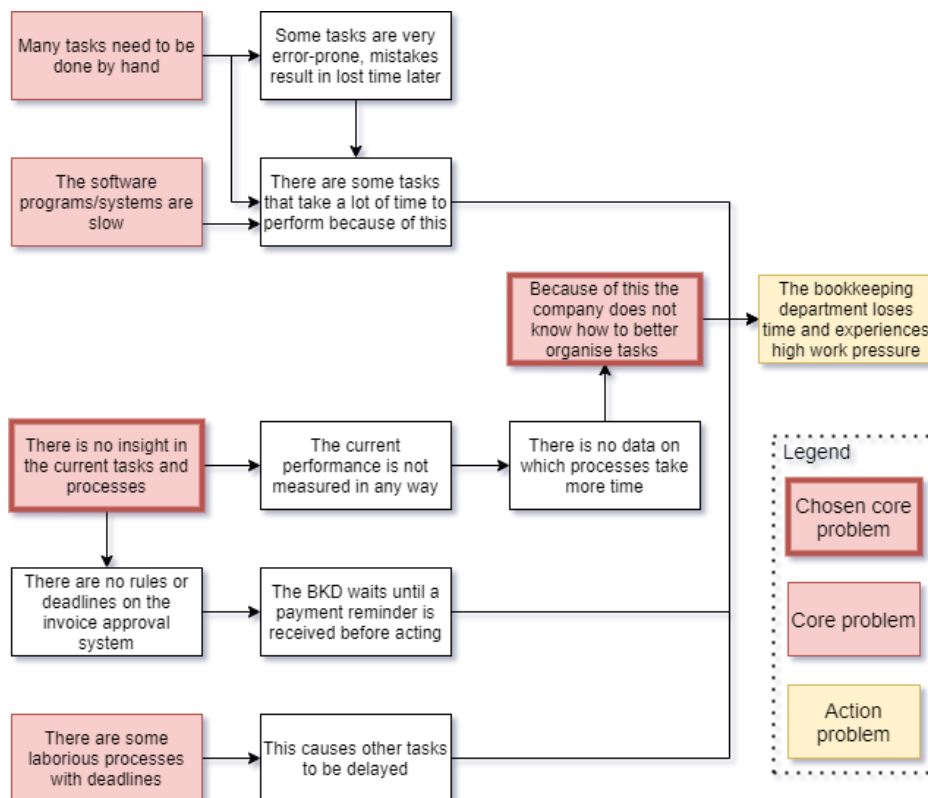 Many tasks need to be
done by hand
Some tasks are very
error-prone, mistakes
result in lost time later
The software
programs/systems are
slow
There are some tasks
that take a lot of time to
perform because of this
Because of this the
company does not
know how to better
organise tasks
The bookkeeping
department loses
time and experiences
high work pressure
There is no insight in
the current tasks and
processes
The current
performance is not
measured in any way
There is no data on
which processes take
more time
There are no rules or
deadlines on the
invoice approval
system
The BKD waits until a
payment reminder is
received before acting
There are some
laborious processes
with deadlines
This causes other tasks
to be delayed
Legend
Chosen core
problem
Core problem
Action
problem